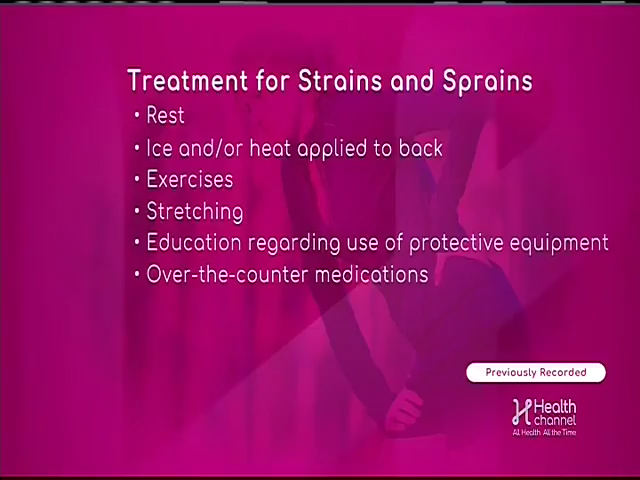 Treatment for Strains and Sprains
• Rest
• Ice and/or heat applied to back
• Exercises
• Stretching
• Education regarding use of protective equipment
• Over-the-counter medications
Previously Recorded
Health
channel
All Health All the Time